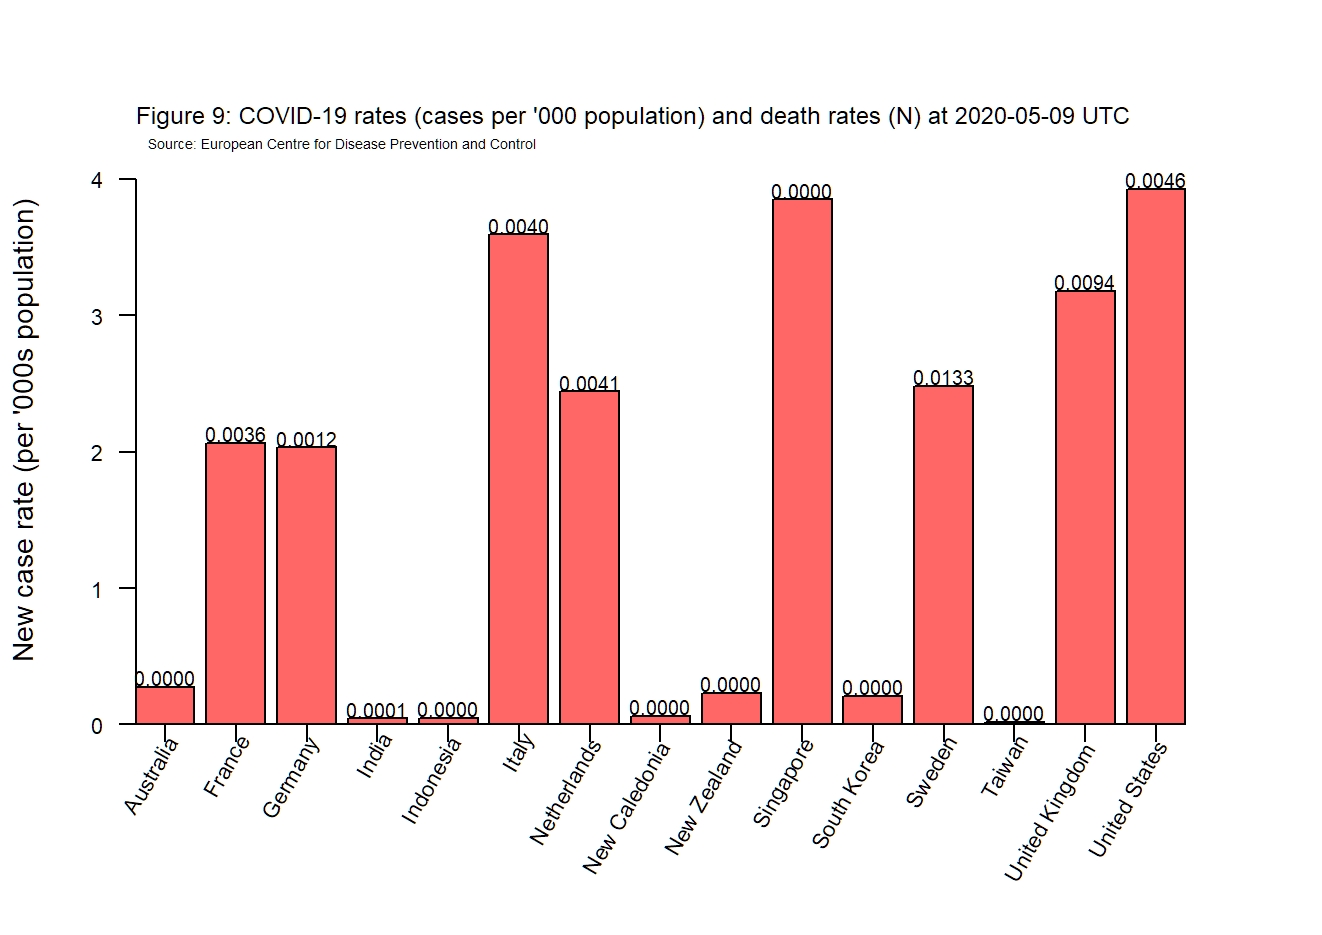 Figure 9: COVID-19 rates (cases per '000 population) and death rates (N) at 2020-05-09 UTC
Source: European Centre for Disease Prevention and Control
New case rate (per '000s population)
4
3
2
1
0
0.0000
0.0036
0.0012
0.0001
0.0000
0.0040
0.0041
0.0000
0.0000
0.0000
0.0000
0.0133
0.0000
0.0094
0.0046
Australia
France
Germany
India
Indonesia
Italy
Netherlands
New Caledonia
New Zealand
Singapore
South Korea
Sweden
Taiwan
United Kingdom
United States